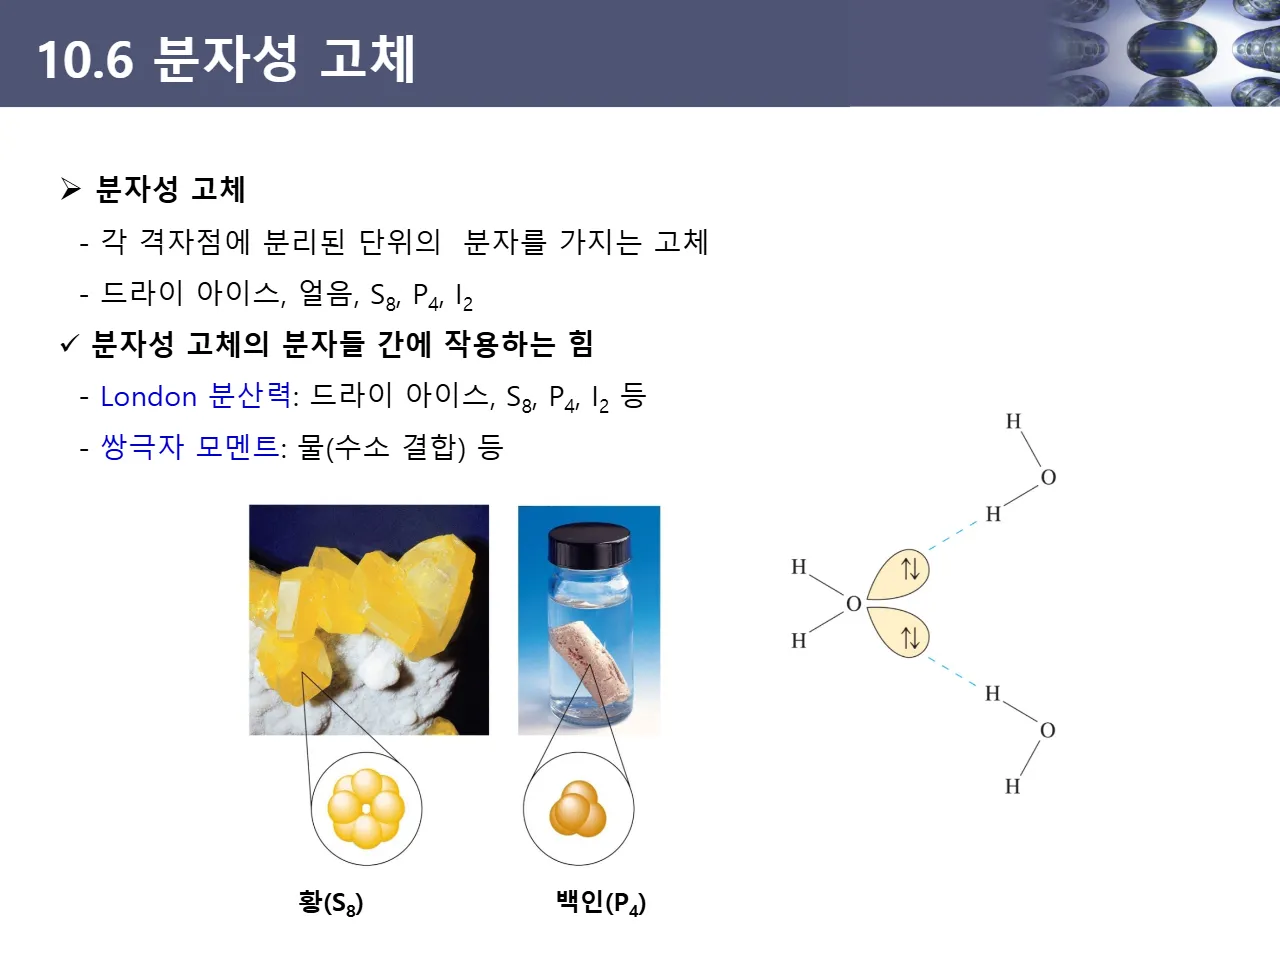 10.6 분자성 고체
➢ 분자성 고체
- 각 격자점에 분리된 단위의 분자를 가지는 고체
- 드라이 아이스, 얼음, S8, P4, I2
✓ 분자성 고체의 분자들 간에 작용하는 힘
- London 분산력: 드라이 아이스, S8, P4, I2 등
- 쌍극자 모멘트: 물(수소 결합) 등
H
O
H
H
↑↓
O
↑↓
H
H
O
H
황(S8)
백인(P4)